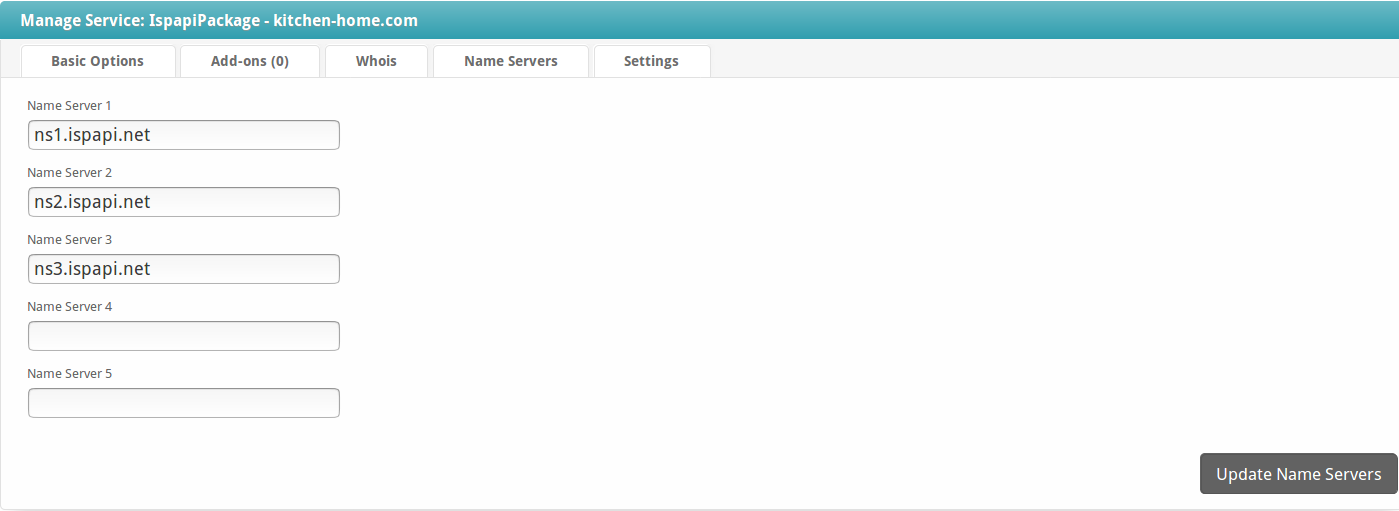 Manage Service: IspapiPackage - kitchen-home.com
Basic Options Add-ons (0) Whois Name Servers Settings
Name Server 1
ns1.ispapi.net
Name Server 2
ns2.ispapi.net
Name Server 3
ns3.ispapi.net
Name Server 4
Name Server 5
Update Name Servers